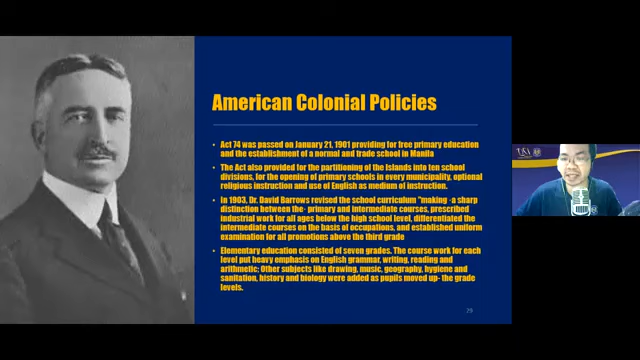 American Colonial Policies
• Act 74 was passed on January 21, 1901 providing for free primary education
and the establishment of a normal and trade school in Manila
• The Act also provided for the partitioning of the islands into ten school
divisions, for the opening of primary schools in every municipality, optional
religious instruction and use of English as medium of instruction.
• In 1903, Dr. David Barrows revised the school curriculum "making -a sharp
distinction between the- primary and intermediate courses, prescribed
industrial work for all ages below the high school level, differentiated the
intermediate courses on the basis of occupations, and established uniform
examination for all promotions above the third grade
• Elementary education consisted of seven grades. The course work for each
level put heavy emphasis on English grammar, writing, reading and
arithmetic; Other subjects like drawing, music, geography, hygiene and
sanitation, history and biology were added as pupils moved up- the grade
levels.
29